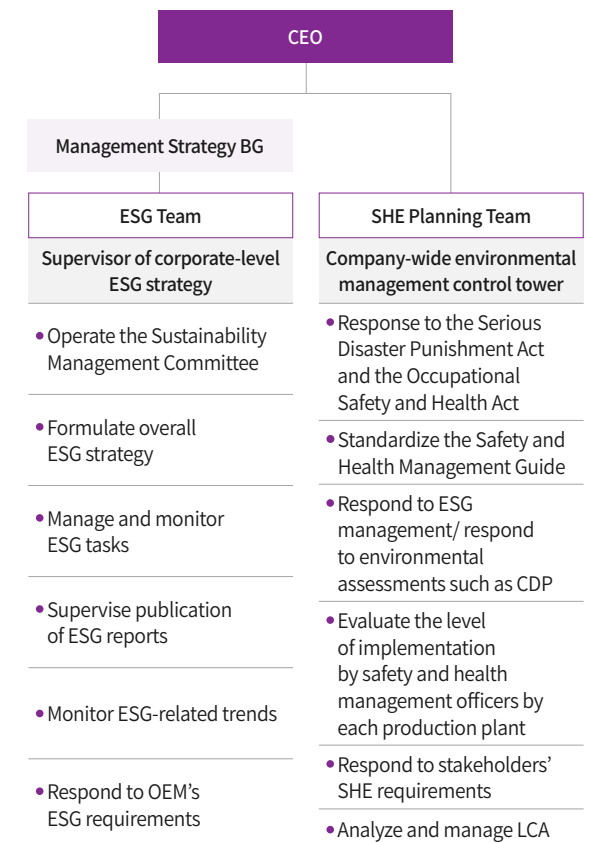 CEO
Management Strategy BG
ESG Team
Supervisor of corporate-level
ESG strategy
• Operate the Sustainability
Management Committee
• Formulate overall
ESG strategy
• Manage and monitor
ESG tasks
• Supervise publication
of ESG reports
• Monitor ESG-related trends
• Respond to OEM’s
ESG requirements
SHE Planning Team
Company-wide environmental
management control tower
• Response to the Serious
Disaster Punishment Act
and the Occupational
Safety and Health Act
• Standardize the Safety and
Health Management Guide
• Respond to ESG
management/ respond
to environmental
assessments such as CDP
• Evaluate the level
of implementation
by safety and health
management officers by
each production plant
• Respond to stakeholders’
SHE requirements
• Analyze and manage LCA